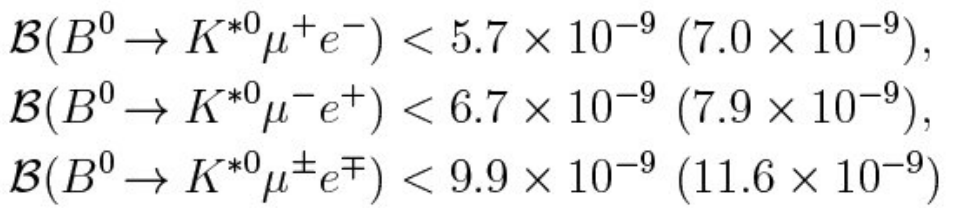 ℬ(B⁰ → K*⁰μ⁺e⁻) < 5.7 × 10⁻⁹ (7.0 × 10⁻⁹),
ℬ(B⁰ → K*⁰μ⁻e⁺) < 6.7 × 10⁻⁹ (7.9 × 10⁻⁹),
ℬ(B⁰ → K*⁰μ^±e^∓) < 9.9 × 10⁻⁹ (11.6 × 10⁻⁹)